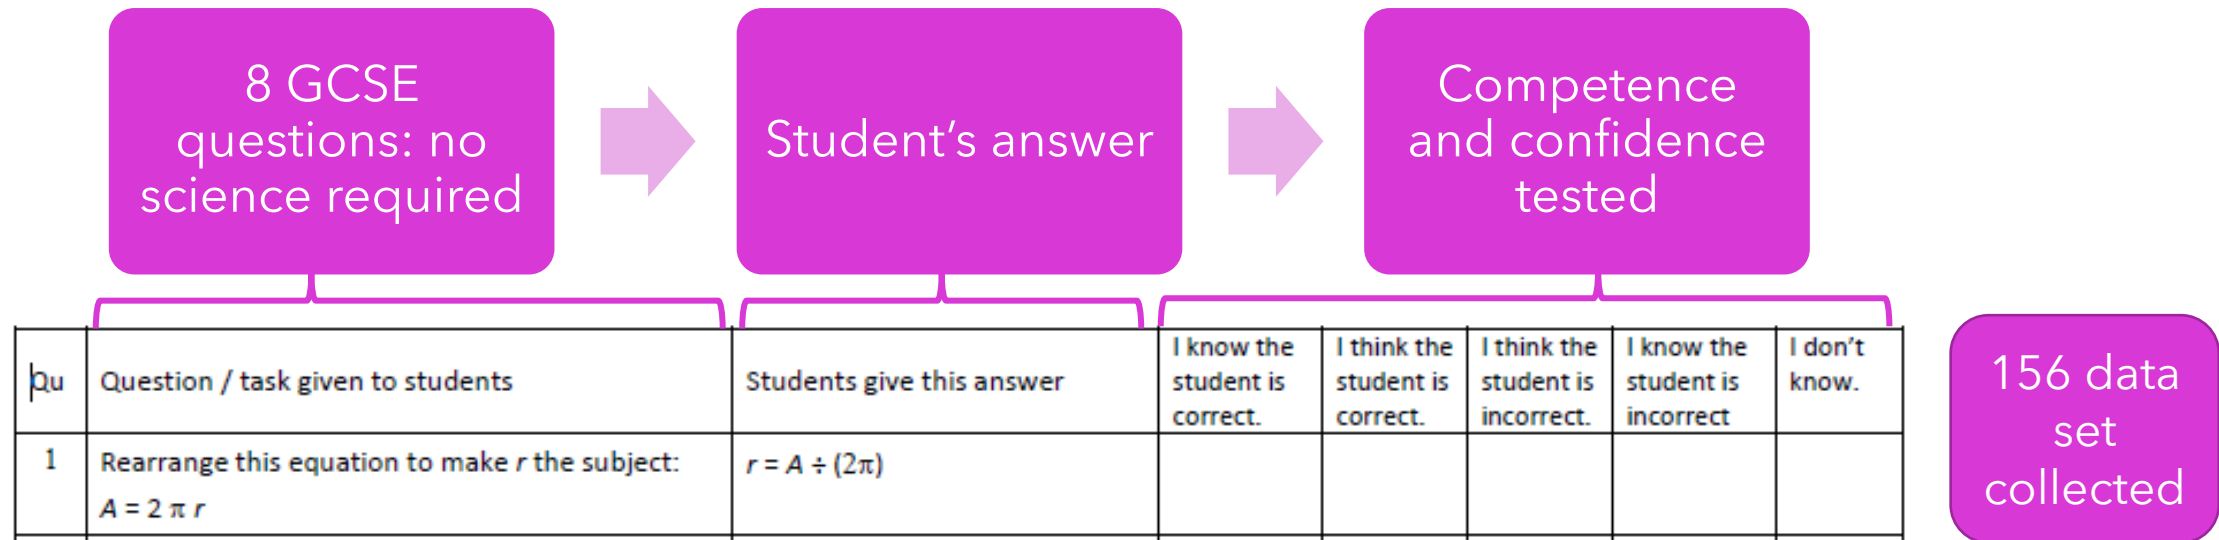 8 GCSE
questions: no
science required
Student's answer
Competence
and confidence
tested
Qu
Question / task given to students
Students give this answer
I know the
student is
correct.
I think the
student is
correct.
I think the
student is
incorrect.
I know the
student is
incorrect
I don't
know.
1
Rearrange this equation to make r the subject:
A = 2 π r
r = A ÷ (2π)
156 data
set
collected